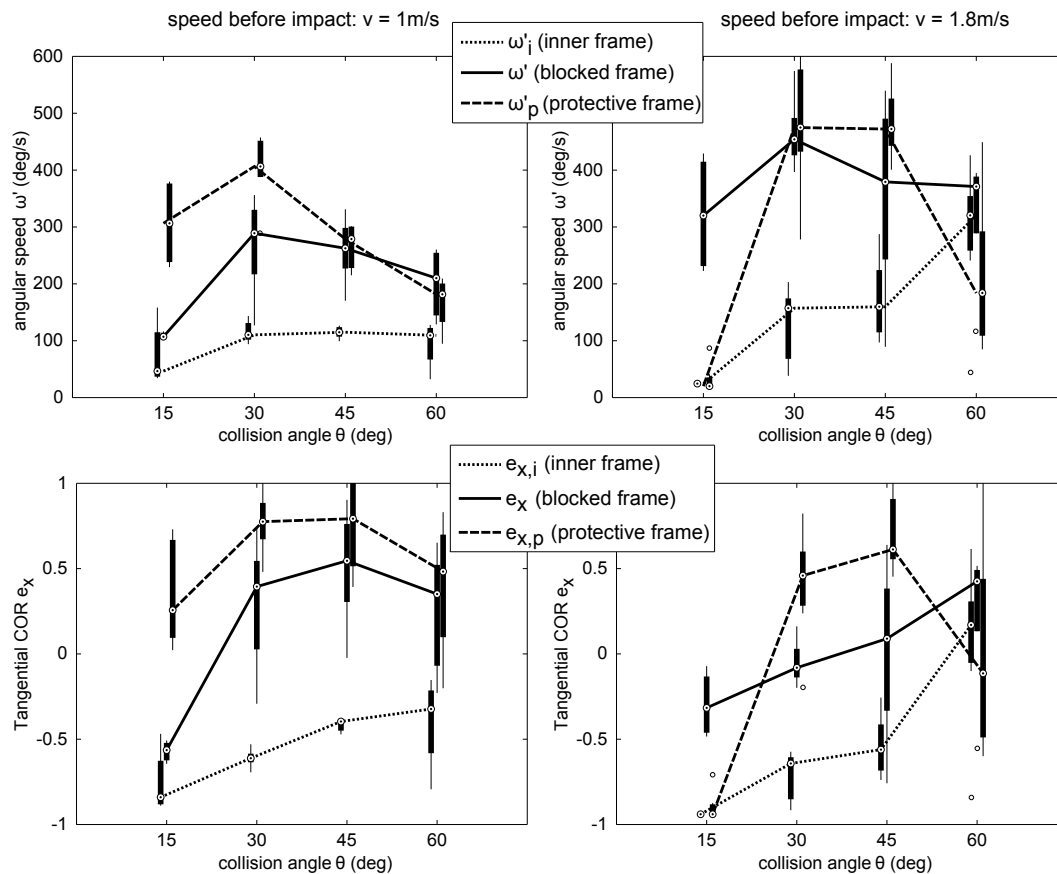 speed before impact: v = 1m/s
speed before impact: v = 1.8m/s
ω'i (inner frame)
ω' (blocked frame)
ω'p (protective frame)
600
500
400
300
200
100
0
angular speed ω' (deg/s)
15 30 45 60
collision angle θ (deg)
600
500
400
300
200
100
0
angular speed ω' (deg/s)
15 30 45 60
collision angle θ (deg)
ex,i (inner frame)
ex (blocked frame)
ex,p (protective frame)
1
0.5
0
-0.5
-1
Tangential COR ex
15 30 45 60
collision angle θ (deg)
1
0.5
0
-0.5
-1
Tangential COR ex
15 30 45 60
collision angle θ (deg)